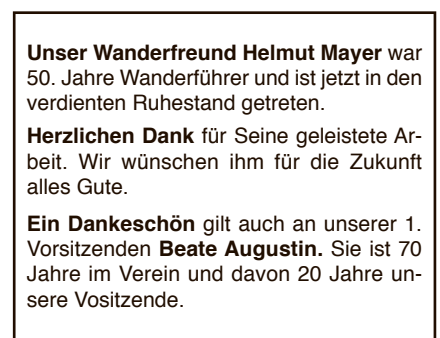 Unser Wanderfreund Helmut Mayer war
50. Jahre Wanderführer und ist jetzt in den
verdienten Ruhestand getreten.
Herzlichen Dank für Seine geleistete Ar-
beit. Wir wünschen ihm für die Zukunft
alles Gute.
Ein Dankeschön gilt auch an unserer 1.
Vorsitzenden Beate Augustin. Sie ist 70
Jahre im Verein und davon 20 Jahre un-
sere Vositzende.